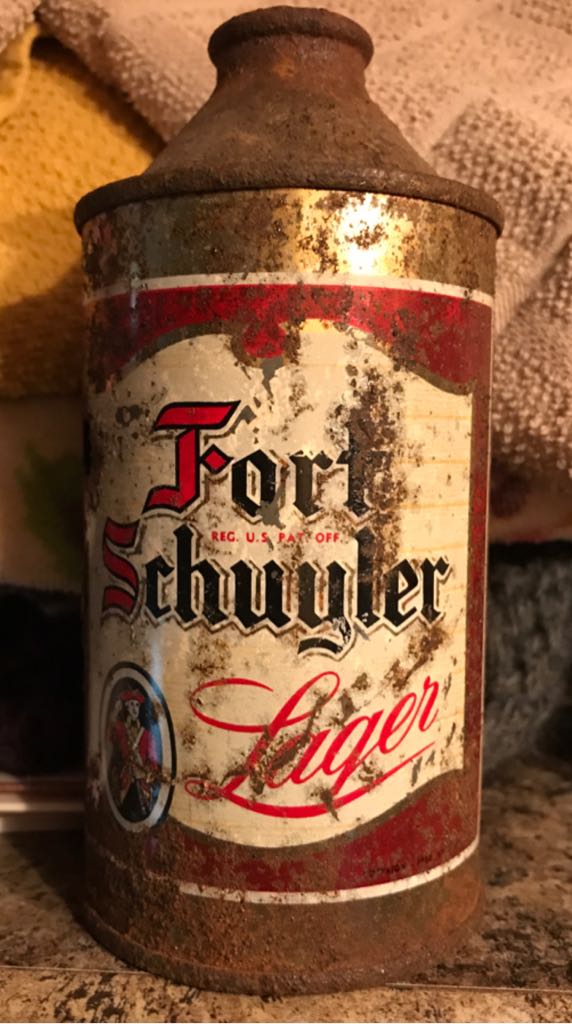 Fort
REG. U.S. PAT. OFF.
Schuyler
Lager